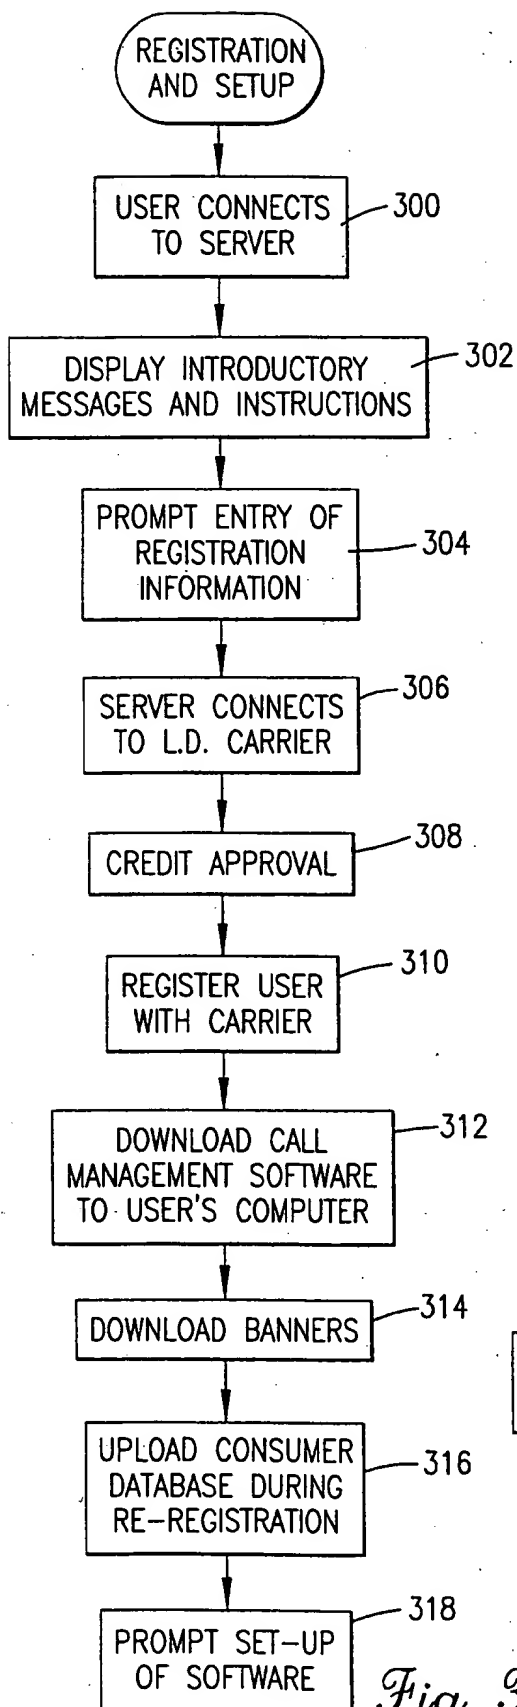 REGISTRATION
AND SETUP
USER CONNECTS
TO SERVER
300
DISPLAY INTRODUCTORY
MESSAGES AND INSTRUCTIONS
302
PROMPT ENTRY OF
REGISTRATION
INFORMATION
304
SERVER CONNECTS
TO L.D. CARRIER
306
CREDIT APPROVAL
308
REGISTER USER
WITH CARRIER
310
DOWNLOAD CALL
MANAGEMENT SOFTWARE
TO USER'S COMPUTER
312
DOWNLOAD BANNERS
314
UPLOAD CONSUMER
DATABASE DURING
RE-REGISTRATION
316
PROMPT SET-UP
OF SOFTWARE
318
Fig. 3